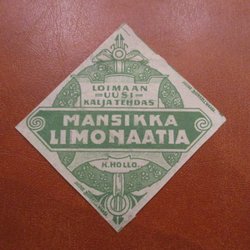 LOIMAAN
UUSI
KALJATEHDAS
MANSIKKA
LIMONAATIA
K. HOLLO.